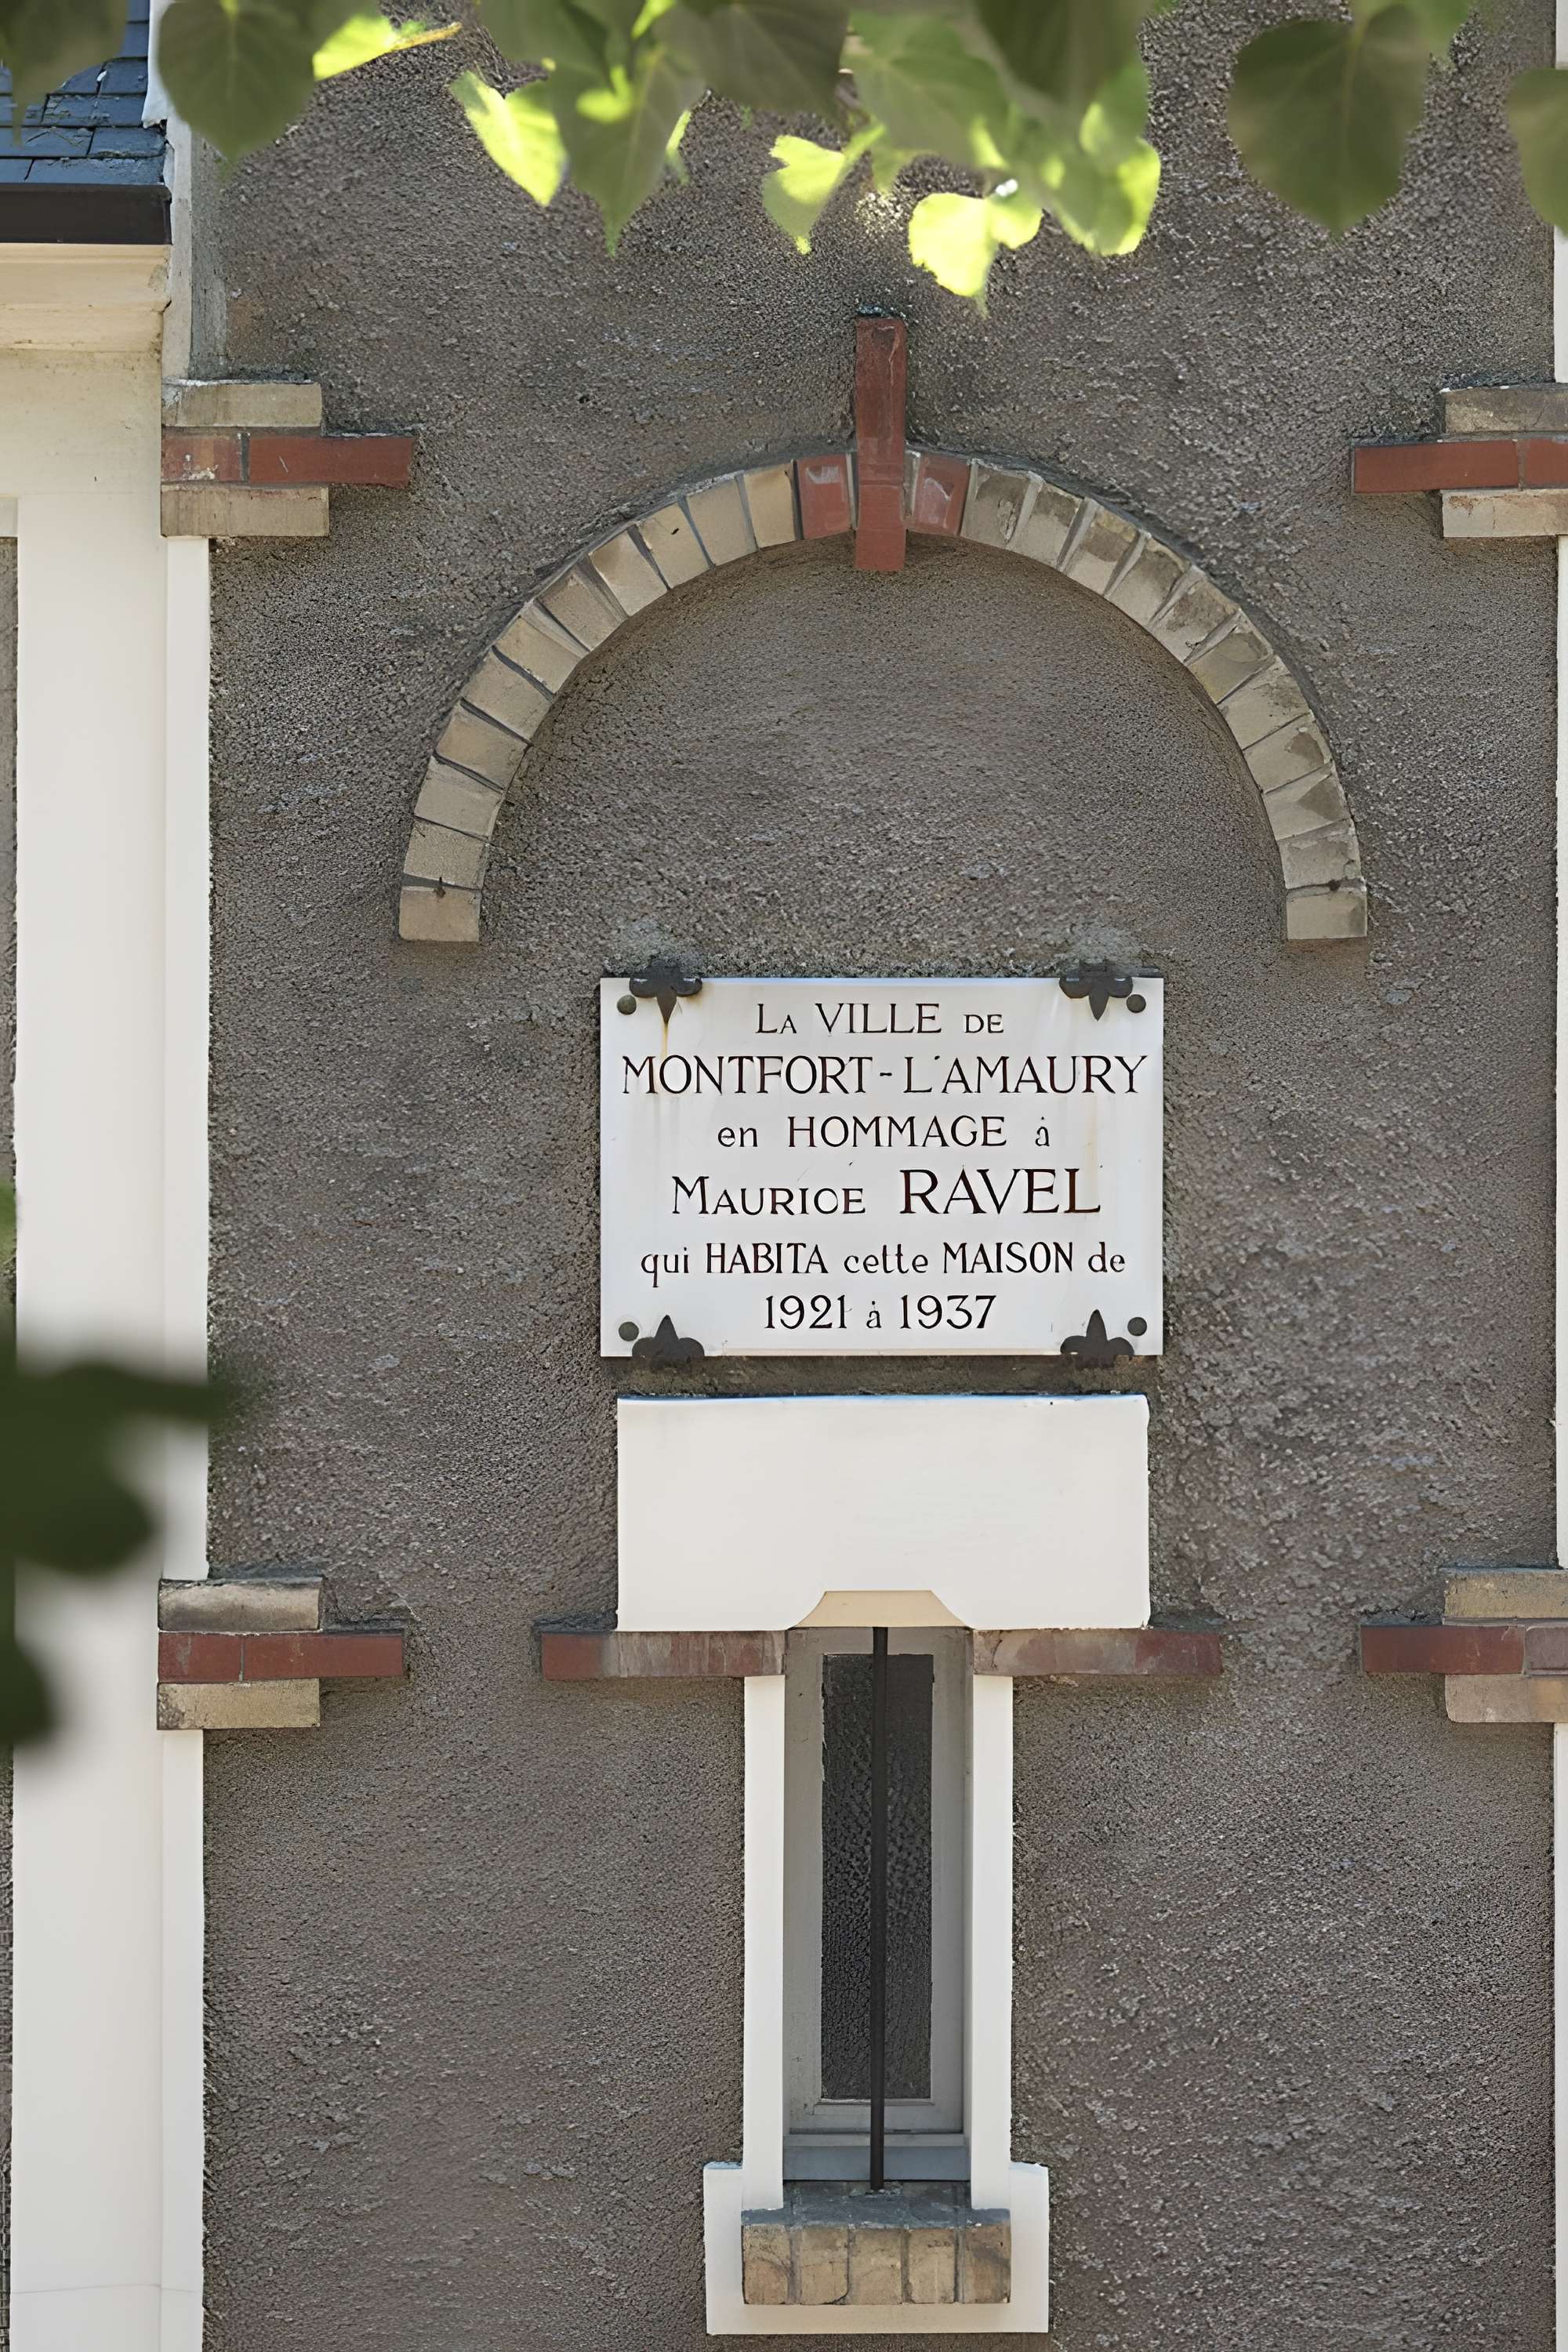 La VILLE DE
MONTFORT-L'AMAURY
en HOMMAGE à
MAURICE RAVEL
qui HABITA cette MAISON de
1921 à 1937